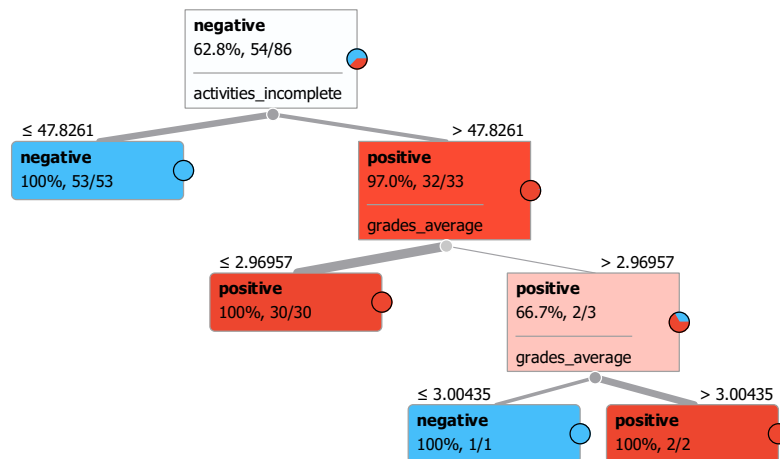 negative
62.8%, 54/86
activities_incomplete
≤ 47.8261
> 47.8261
negative
100%, 53/53
positive
97.0%, 32/33
grades_average
≤ 2.96957
> 2.96957
positive
100%, 30/30
positive
66.7%, 2/3
grades_average
≤ 3.00435
> 3.00435
negative
100%, 1/1
positive
100%, 2/2